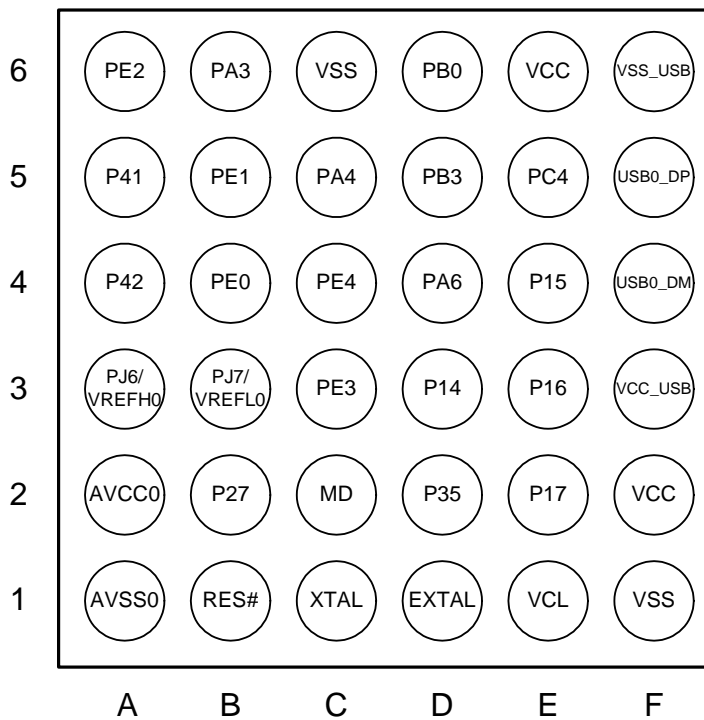 6 PE2 PA3 VSS PB0 VCC VSS_USB
5 P41 PE1 PA4 PB3 PC4 USB0_DP
4 P42 PE0 PE4 PA6 P15 USB0_DM
3 PJ6/ VREFH0 PJ7/ VREFL0 PE3 P14 P16 VCC_USB
2 AVCC0 P27 MD P35 P17 VCC
1 AVSS0 RES# XTAL EXTAL VCL VSS
A B C D E F